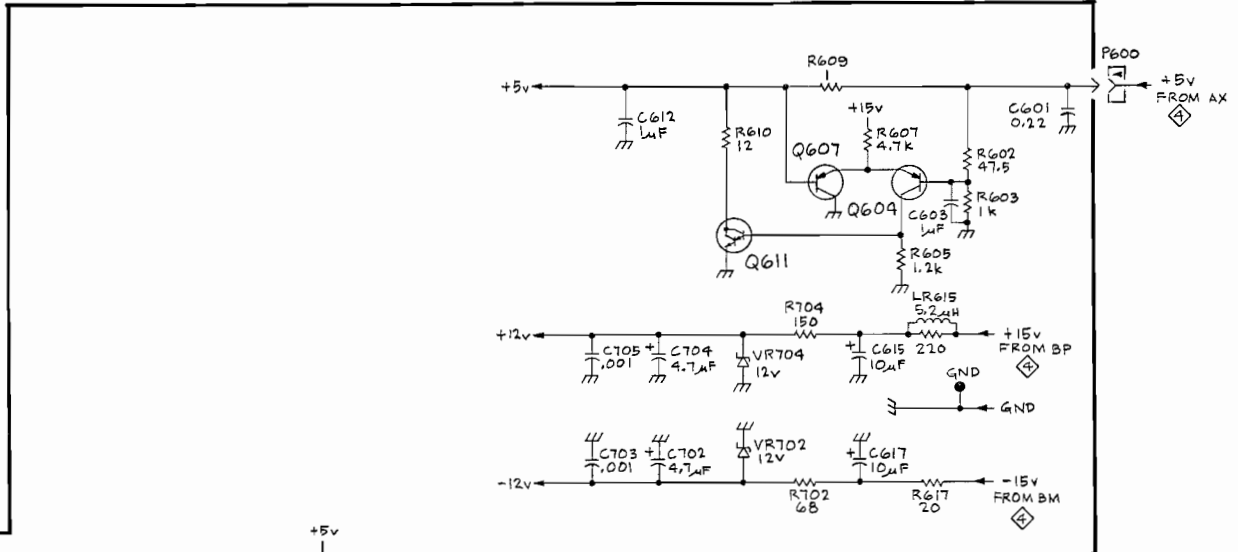 P600
R609
1
+5V
+5V
FROM AX
4
C601
0.22
+15V
C612
1µF
R610
12
Q607
R607
4.7k
R602
47.5
R603
1k
Q604
C603
1µF
Q611
R605
1.2k
LR615
5.2µH
R704
150
+12V
+15V
FROM BP
4
C705
.001
+ C704
4.7µF
VR704
12V
+ C615
10µF
220
GND
GND
C703
.001
+ C702
4.7µF
VR702
12V
+ C617
10µF
-12V
R702
68
R617
20
-15V
FROM BM
4
+5V